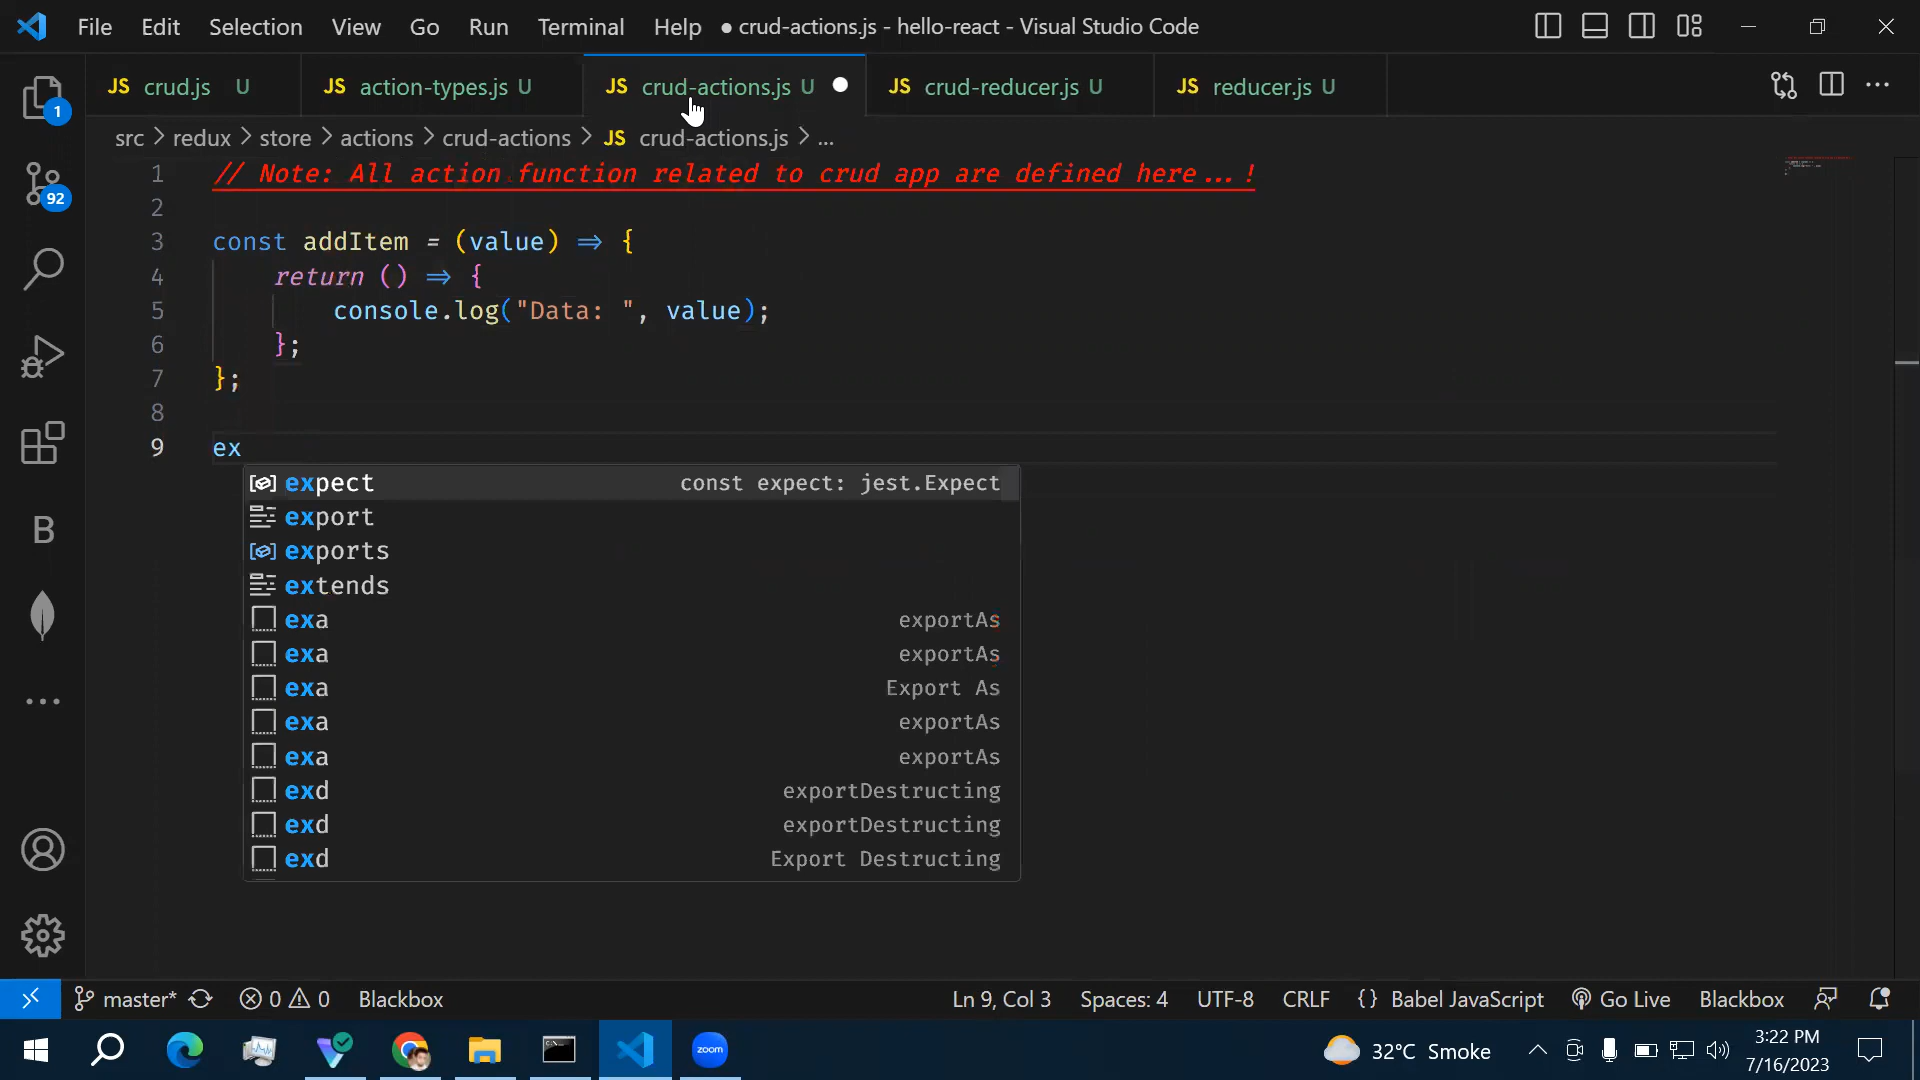 File Edit Selection View Go Run Terminal Help ● crud-actions.js - hello-react - Visual Studio Code
JS crud.js U JS action-types.js U JS crud-actions.js U JS crud-reducer.js U JS reducer.js U
src > redux > store > actions > crud-actions > JS crud-actions.js > ...
1 // Note: All action function related to crud app are defined here...!
2
3 const addItem = (value) => {
4 return () => {
5 console.log("Data: ", value);
6 };
7 };
8
9 ex
expect const expect: jest.Expect
export
exports
extends
exa exportAs
exa exportAs
exa Export As
exa exportAs
exa exportAs
exd exportDestructing
exd exportDestructing
exd Export Destructing
1
92
B
master* 0 0 Blackbox Ln 9, Col 3 Spaces: 4 UTF-8 CRLF {} Babel JavaScript Go Live Blackbox
zoom 32°C Smoke 3:22 PM
7/16/2023